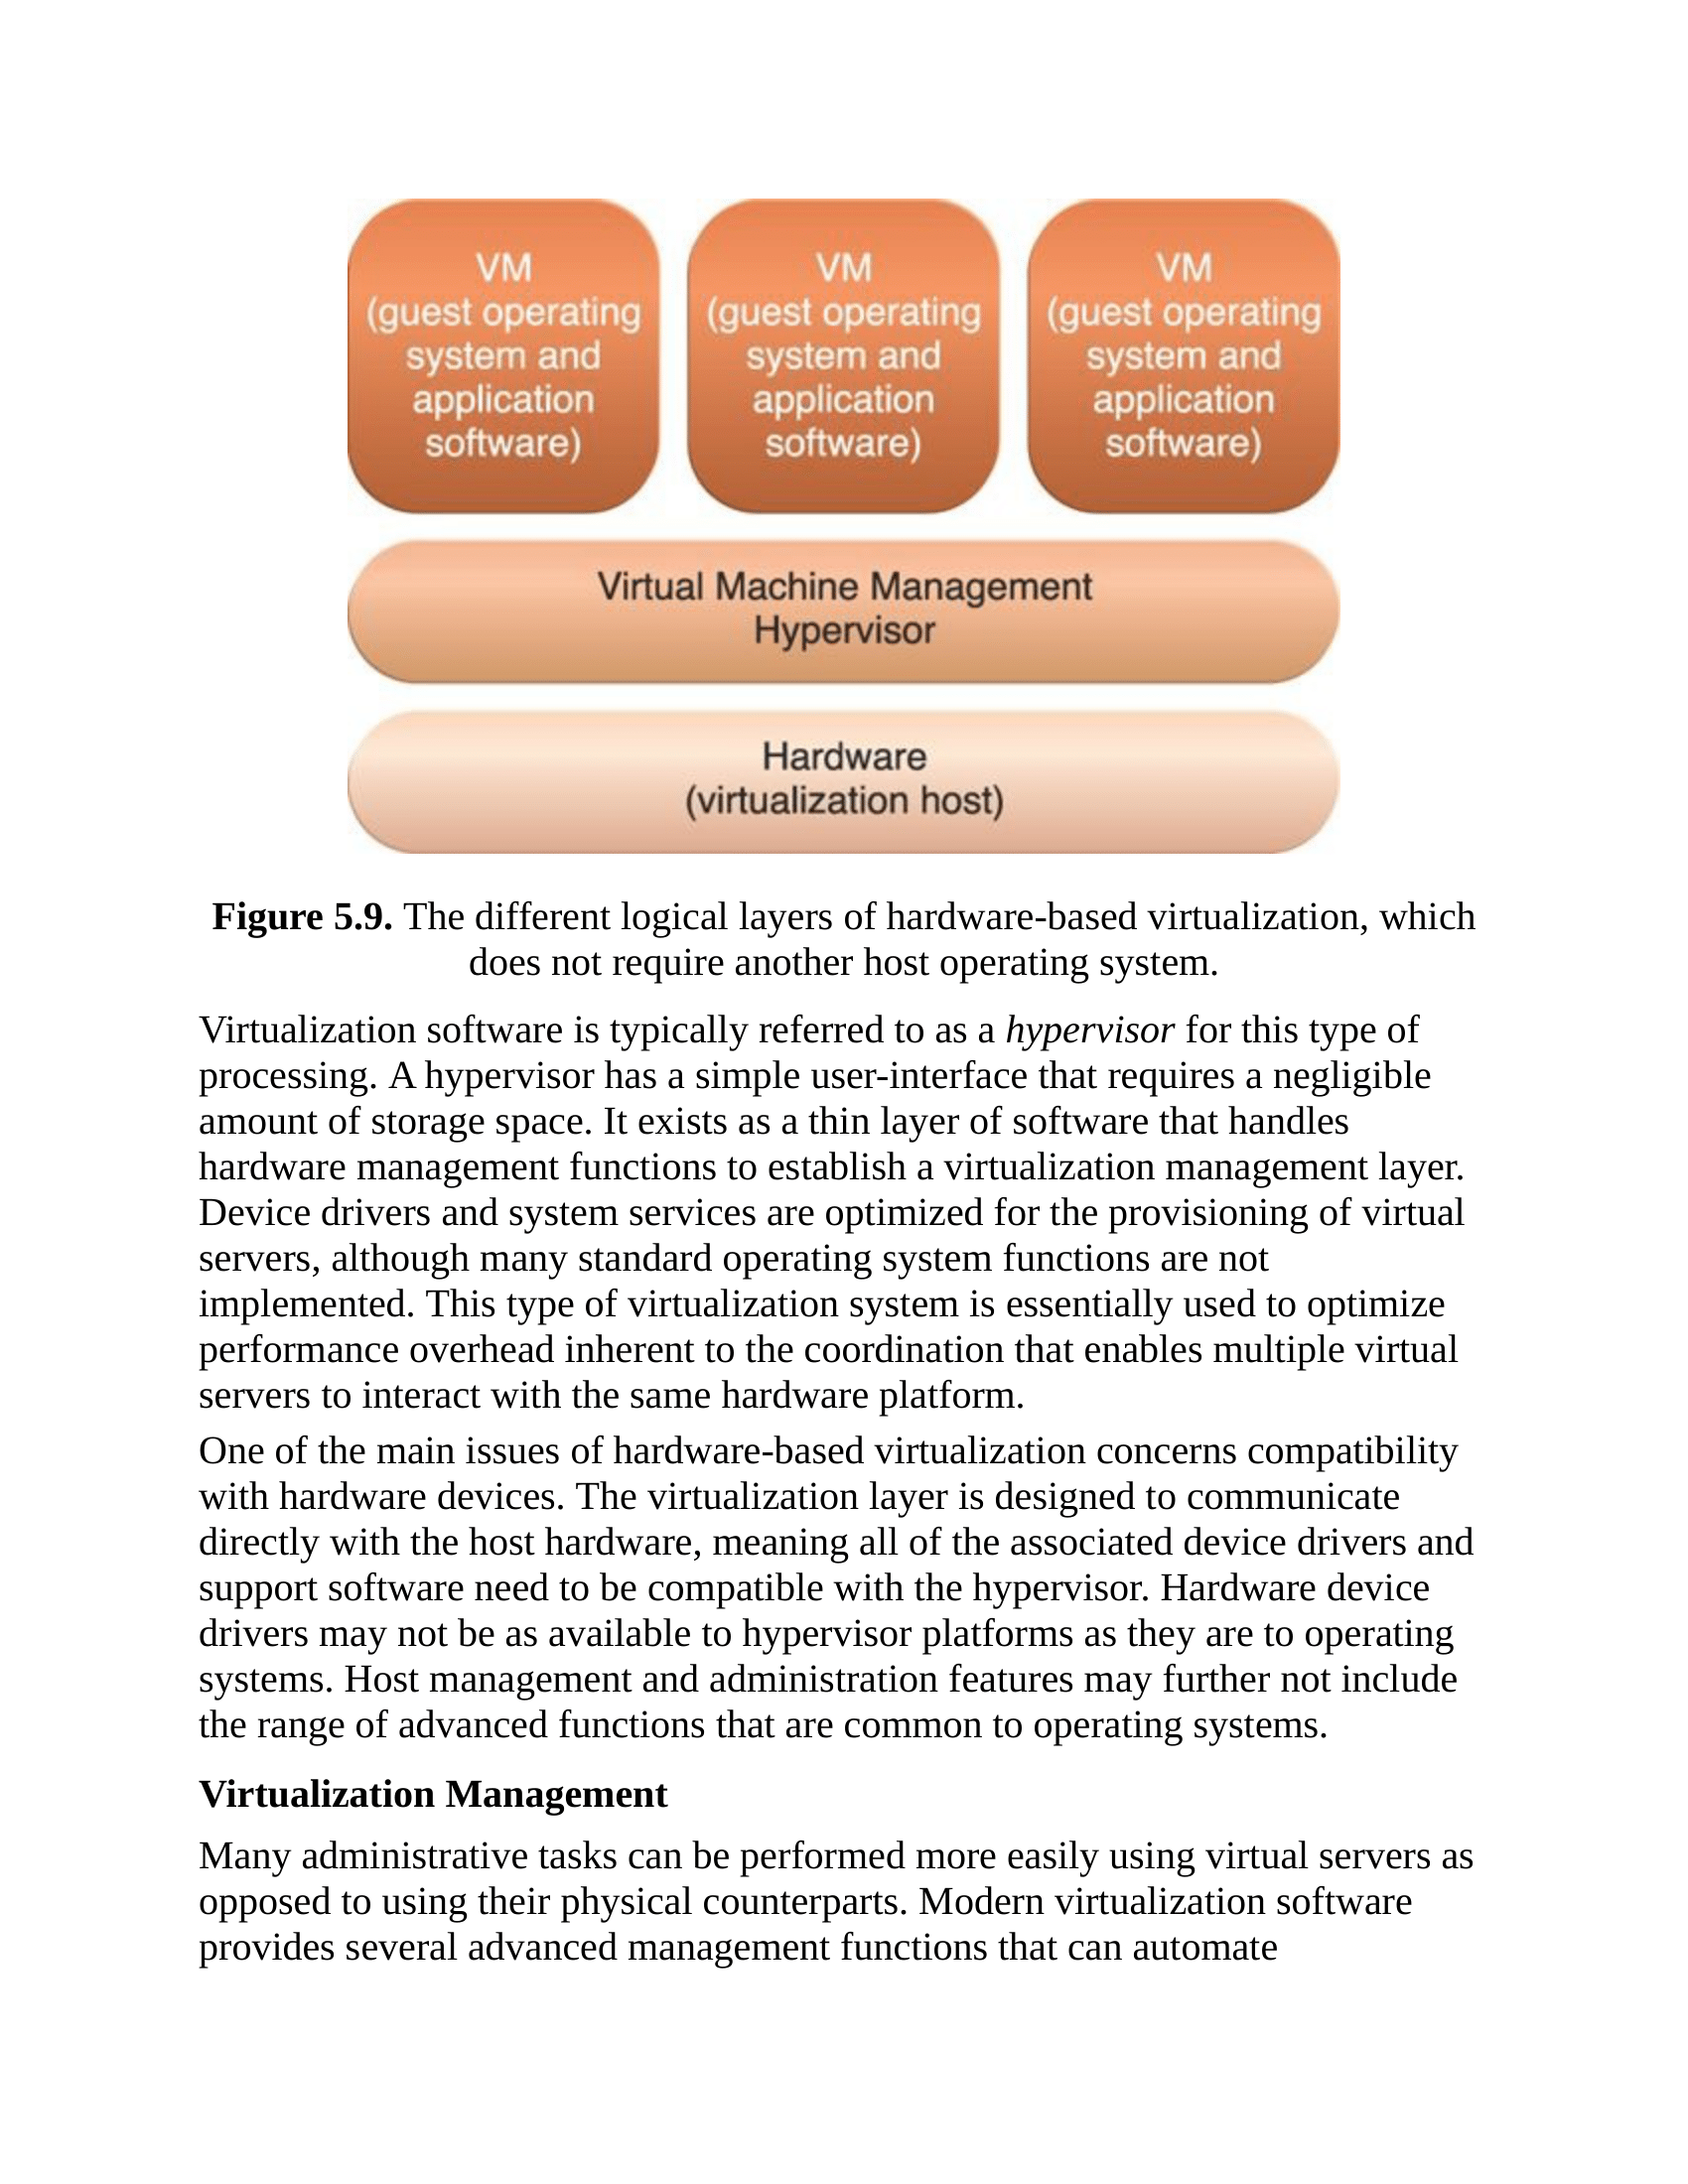 VM
(guest operating
system and
application
software)
VM
(guest operating
system and
application
software)
VM
(guest operating
system and
application
software)
Virtual Machine Management
Hypervisor
Hardware
(virtualization host)
Figure 5.9. The different logical layers of hardware-based virtualization, which
does not require another host operating system.
Virtualization software is typically referred to as a hypervisor for this type of
processing. A hypervisor has a simple user-interface that requires a negligible
amount of storage space. It exists as a thin layer of software that handles
hardware management functions to establish a virtualization management layer.
Device drivers and system services are optimized for the provisioning of virtual
servers, although many standard operating system functions are not
implemented. This type of virtualization system is essentially used to optimize
performance overhead inherent to the coordination that enables multiple virtual
servers to interact with the same hardware platform.
One of the main issues of hardware-based virtualization concerns compatibility
with hardware devices. The virtualization layer is designed to communicate
directly with the host hardware, meaning all of the associated device drivers and
support software need to be compatible with the hypervisor. Hardware device
drivers may not be as available to hypervisor platforms as they are to operating
systems. Host management and administration features may further not include
the range of advanced functions that are common to operating systems.
Virtualization Management
Many administrative tasks can be performed more easily using virtual servers as
opposed to using their physical counterparts. Modern virtualization software
provides several advanced management functions that can automate